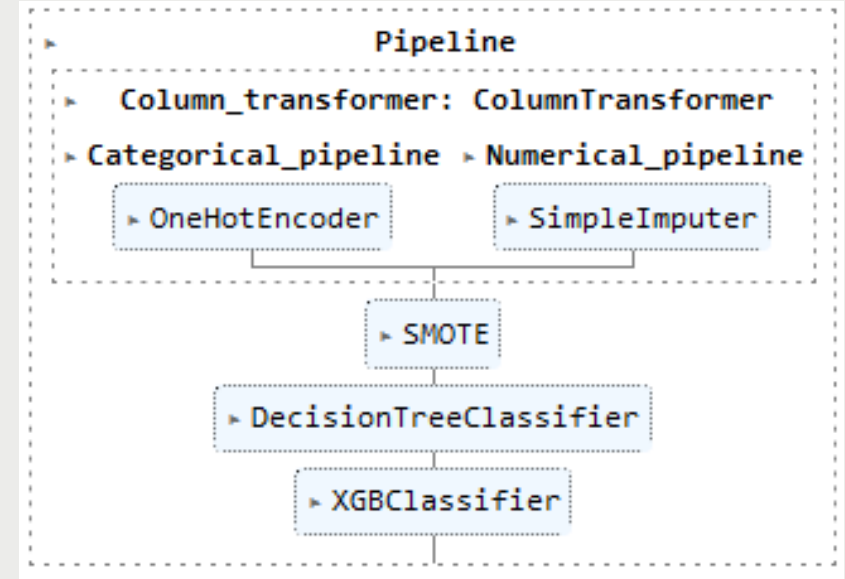 Pipeline
Column_transformer: ColumnTransformer
Categorical_pipeline Numerical_pipeline
OneHotEncoder SimpleImputer
SMOTE
DecisionTreeClassifier
XGBClassifier